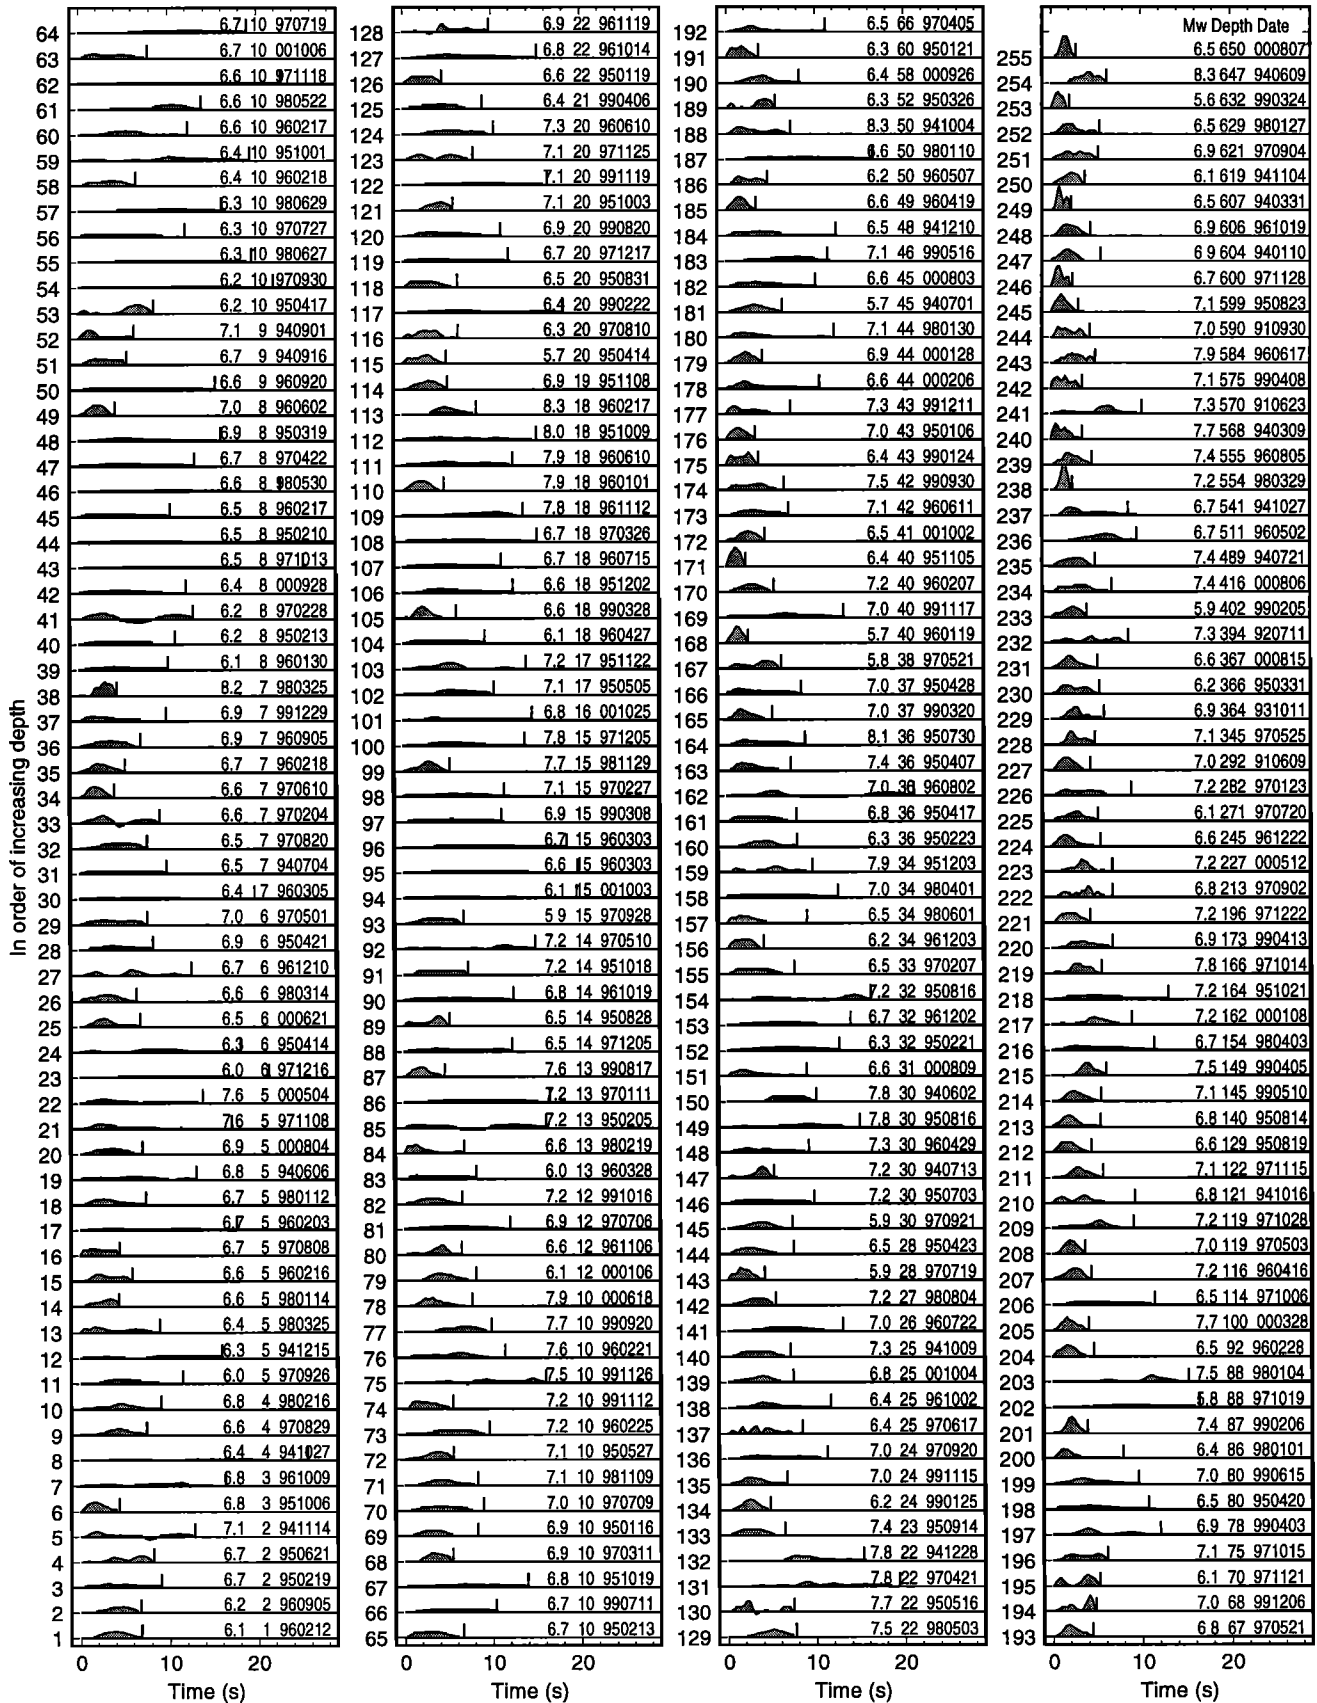 In order of increasing depth
64 6.7 10 970719
63 6.7 10 001006
62 6.6 10 971118
61 6.6 10 980522
60 6.6 10 960217
59 6.4 10 951001
58 6.4 10 960218
57 6.3 10 980629
56 6.3 10 970727
55 6.3 10 980627
54 6.2 10 970930
53 6.2 10 950417
52 7.1 9 940901
51 6.7 9 940916
50 6.6 9 960920
49 7.0 8 960602
48 6.9 8 950319
47 6.7 8 970422
46 6.6 8 980530
45 6.5 8 960217
44 6.5 8 950210
43 6.5 8 971013
42 6.4 8 000928
41 6.2 8 970228
40 6.2 8 950213
39 6.1 8 960130
38 8.2 7 980325
37 6.9 7 991229
36 6.9 7 960905
35 6.7 7 960218
34 6.6 7 970610
33 6.6 7 970204
32 6.5 7 970820
31 6.5 7 940704
30 6.4 7 960305
29 7.0 6 970501
28 6.9 6 950421
27 6.7 6 961210
26 6.6 6 980314
25 6.5 6 000621
24 6.3 6 950414
23 6.0 6 971216
22 7.6 5 000504
21 7.6 5 971108
20 6.9 5 000804
19 6.8 5 940606
18 6.7 5 980112
17 6.7 5 960203
16 6.7 5 970808
15 6.6 5 960216
14 6.6 5 980114
13 6.4 5 980325
12 6.3 5 941215
11 6.0 5 970926
10 6.8 4 980216
9 6.6 4 970829
8 6.4 4 941027
7 6.8 3 961009
6 6.8 3 951006
5 7.1 2 941114
4 6.7 2 950621
3 6.7 2 950219
2 6.2 2 960905
1 6.1 1 960212
0 10 20
Time (s)
128 6.9 22 961119
127 6.8 22 961014
126 6.6 22 950119
125 6.4 21 990406
124 7.3 20 960610
123 7.1 20 971125
122 7.1 20 991119
121 7.1 20 951003
120 6.9 20 990820
119 6.7 20 971217
118 6.5 20 950831
117 6.4 20 990222
116 6.3 20 970810
115 5.7 20 950414
114 6.9 19 951108
113 8.3 18 960217
112 8.0 18 951009
111 7.9 18 960610
110 7.9 18 960101
109 7.8 18 961112
108 6.7 18 970326
107 6.7 18 960715
106 6.6 18 951202
105 6.6 18 990328
104 6.1 18 960427
103 7.2 17 951122
102 7.1 17 950505
101 6.8 16 001025
100 7.8 15 971205
99 7.7 15 981129
98 7.1 15 970227
97 6.9 15 990308
96 6.7 15 960303
95 6.6 15 960303
94 6.1 15 001003
93 5 9 15 970928
92 7.2 14 970510
91 7.2 14 951018
90 6.8 14 961019
89 6.5 14 950828
88 6.5 14 971205
87 7.6 13 990817
86 7.2 13 970111
85 7.2 13 950205
84 6.6 13 980219
83 6.0 13 960328
82 7.2 12 991016
81 6.9 12 970706
80 6.6 12 961106
79 6.1 12 000106
78 7.9 10 000618
77 7.7 10 990920
76 7.6 10 960221
75 7.5 10 991126
74 7.2 10 991112
73 7.2 10 960225
72 7.1 10 950527
71 7.1 10 981109
70 7.0 10 970709
69 6.9 10 950116
68 6.9 10 970311
67 6.8 10 951019
66 6.7 10 990711
65 6.7 10 950213
0 10 20
Time (s)
192 6.5 66 970405
191 6.3 60 950121
190 6.4 58 000926
189 6.3 52 950326
188 8.3 50 941004
187 6.6 50 980110
186 6.2 50 960507
185 6.6 49 960419
184 6.5 48 941210
183 7.1 46 990516
182 6.6 45 000803
181 5.7 45 940701
180 7.1 44 980130
179 6.9 44 000128
178 6.6 44 000206
177 7.3 43 991211
176 7.0 43 950106
175 6.4 43 990124
174 7.5 42 990930
173 7.1 42 960611
172 6.5 41 001002
171 6.4 40 951105
170 7.2 40 960207
169 7.0 40 991117
168 5.7 40 960119
167 5.8 38 970521
166 7.0 37 950428
165 7.0 37 990320
164 8.1 36 950730
163 7.4 36 950407
162 7.0 36 960802
161 6.8 36 950417
160 6.3 36 950223
159 7.9 34 951203
158 7.0 34 980401
157 6.5 34 980601
156 6.2 34 961203
155 6.5 33 970207
154 7.2 32 950816
153 6.7 32 961202
152 6.3 32 950221
151 6.6 31 000809
150 7.8 30 940602
149 7.8 30 950816
148 7.3 30 960429
147 7.2 30 940713
146 7.2 30 950703
145 5.9 30 970921
144 6.5 28 950423
143 5.9 28 970719
142 7.2 27 980804
141 7.0 26 960722
140 7.3 25 941009
139 6.8 25 001004
138 6.4 25 961002
137 6.4 25 970617
136 7.0 24 970920
135 7.0 24 991115
134 6.2 24 990125
133 7.4 23 950914
132 7.8 22 941228
131 7.8 22 970421
130 7.7 22 950516
129 7.5 22 980503
0 10 20
Time (s)
Mw Depth Date
255 6.5 650 000807
254 8.3 647 940609
253 5.6 632 990324
252 6.5 629 980127
251 6.9 621 970904
250 6.1 619 941104
249 6.5 607 940331
248 6.9 606 961019
247 6 9 604 940110
246 6.7 600 971128
245 7.1 599 950823
244 7.0 590 910930
243 7.9 584 960617
242 7.1 575 990408
241 7.3 570 910623
240 7.7 568 940309
239 7.4 555 960805
238 7.2 554 980329
237 6.7 541 941027
236 6.7 511 960502
235 7.4 489 940721
234 7.4 416 000806
233 5.9 402 990205
232 7.3 394 920711
231 6.6 367 000815
230 6.2 366 950331
229 6.9 364 931011
228 7.1 345 970525
227 7.0 292 910609
226 7.2 282 970123
225 6.1 271 970720
224 6.6 245 961222
223 7.2 227 000512
222 6.8 213 970902
221 7.2 196 971222
220 6.9 173 990413
219 7.8 166 971014
218 7.2 164 951021
217 7.2 162 000108
216 6.7 154 980403
215 7.5 149 990405
214 7.1 145 990510
213 6.8 140 950814
212 6.6 129 950819
211 7.1 122 971115
210 6.8 121 941016
209 7.2 119 971028
208 7.0 119 970503
207 7.2 116 960416
206 6.5 114 971006
205 7.7 100 000328
204 6.5 92 960228
203 7.5 88 980104
202 5.8 88 971019
201 7.4 87 990206
200 6.4 86 980101
199 7.0 80 990615
198 6.5 80 950420
197 6.9 78 990403
196 7.1 75 971015
195 6.1 70 971121
194 7.0 68 991206
193 6 8 67 970521
0 10 20
Time (s)